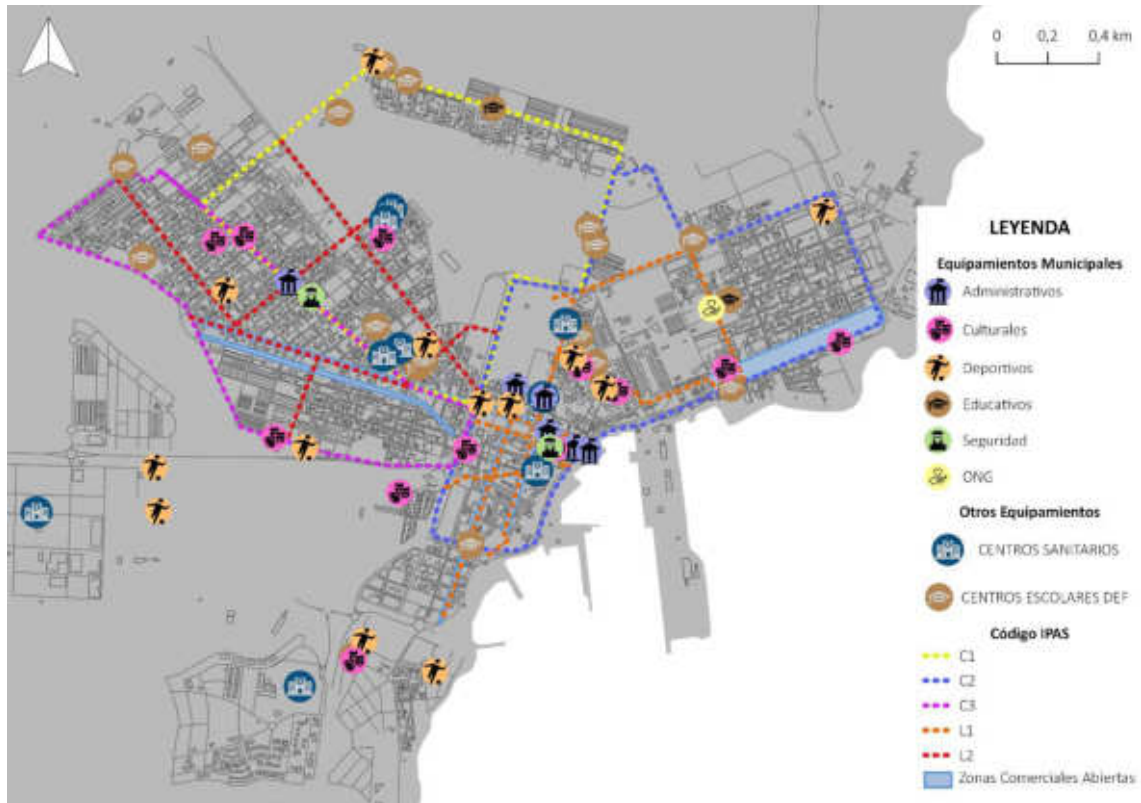 0 0,2 0,4 km
LEYENDA
Equipamientos Municipales
Administrativos
Culturales
Deportivos
Educativos
Seguridad
ONG
Otros Equipamientos
CENTROS SANITARIOS
CENTROS ESCOLARES DEF
Código IPAS
C1
C2
C3
L1
L2
Zonas Comerciales Abiertas